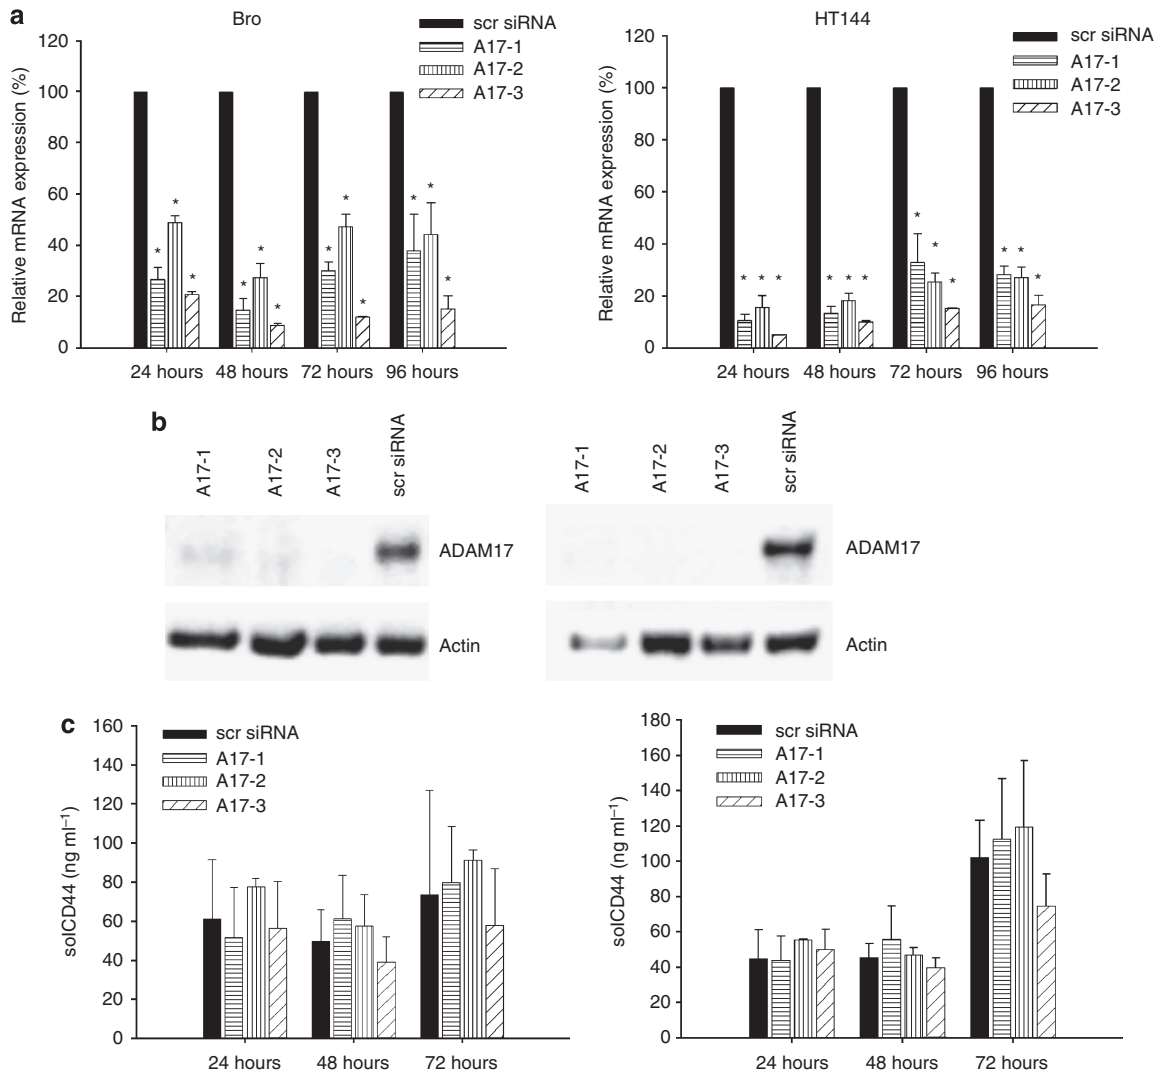 a
Bro
scr siRNA
A17-1
A17-2
A17-3
Relative mRNA expression (%)
120
100
80
60
40
20
0
* * * * * * * * * * * *
24 hours 48 hours 72 hours 96 hours
HT144
scr siRNA
A17-1
A17-2
A17-3
Relative mRNA expression (%)
120
100
80
60
40
20
0
* * * * * * * * * * * *
24 hours 48 hours 72 hours 96 hours
b
A17-1 A17-2 A17-3 scr siRNA
ADAM17
Actin
A17-1 A17-2 A17-3 scr siRNA
ADAM17
Actin
c
scr siRNA
A17-1
A17-2
A17-3
solCD44 (ng ml⁻¹)
160
140
120
100
80
60
40
20
0
24 hours 48 hours 72 hours
scr siRNA
A17-1
A17-2
A17-3
solCD44 (ng ml⁻¹)
180
160
140
120
100
80
60
40
20
0
24 hours 48 hours 72 hours